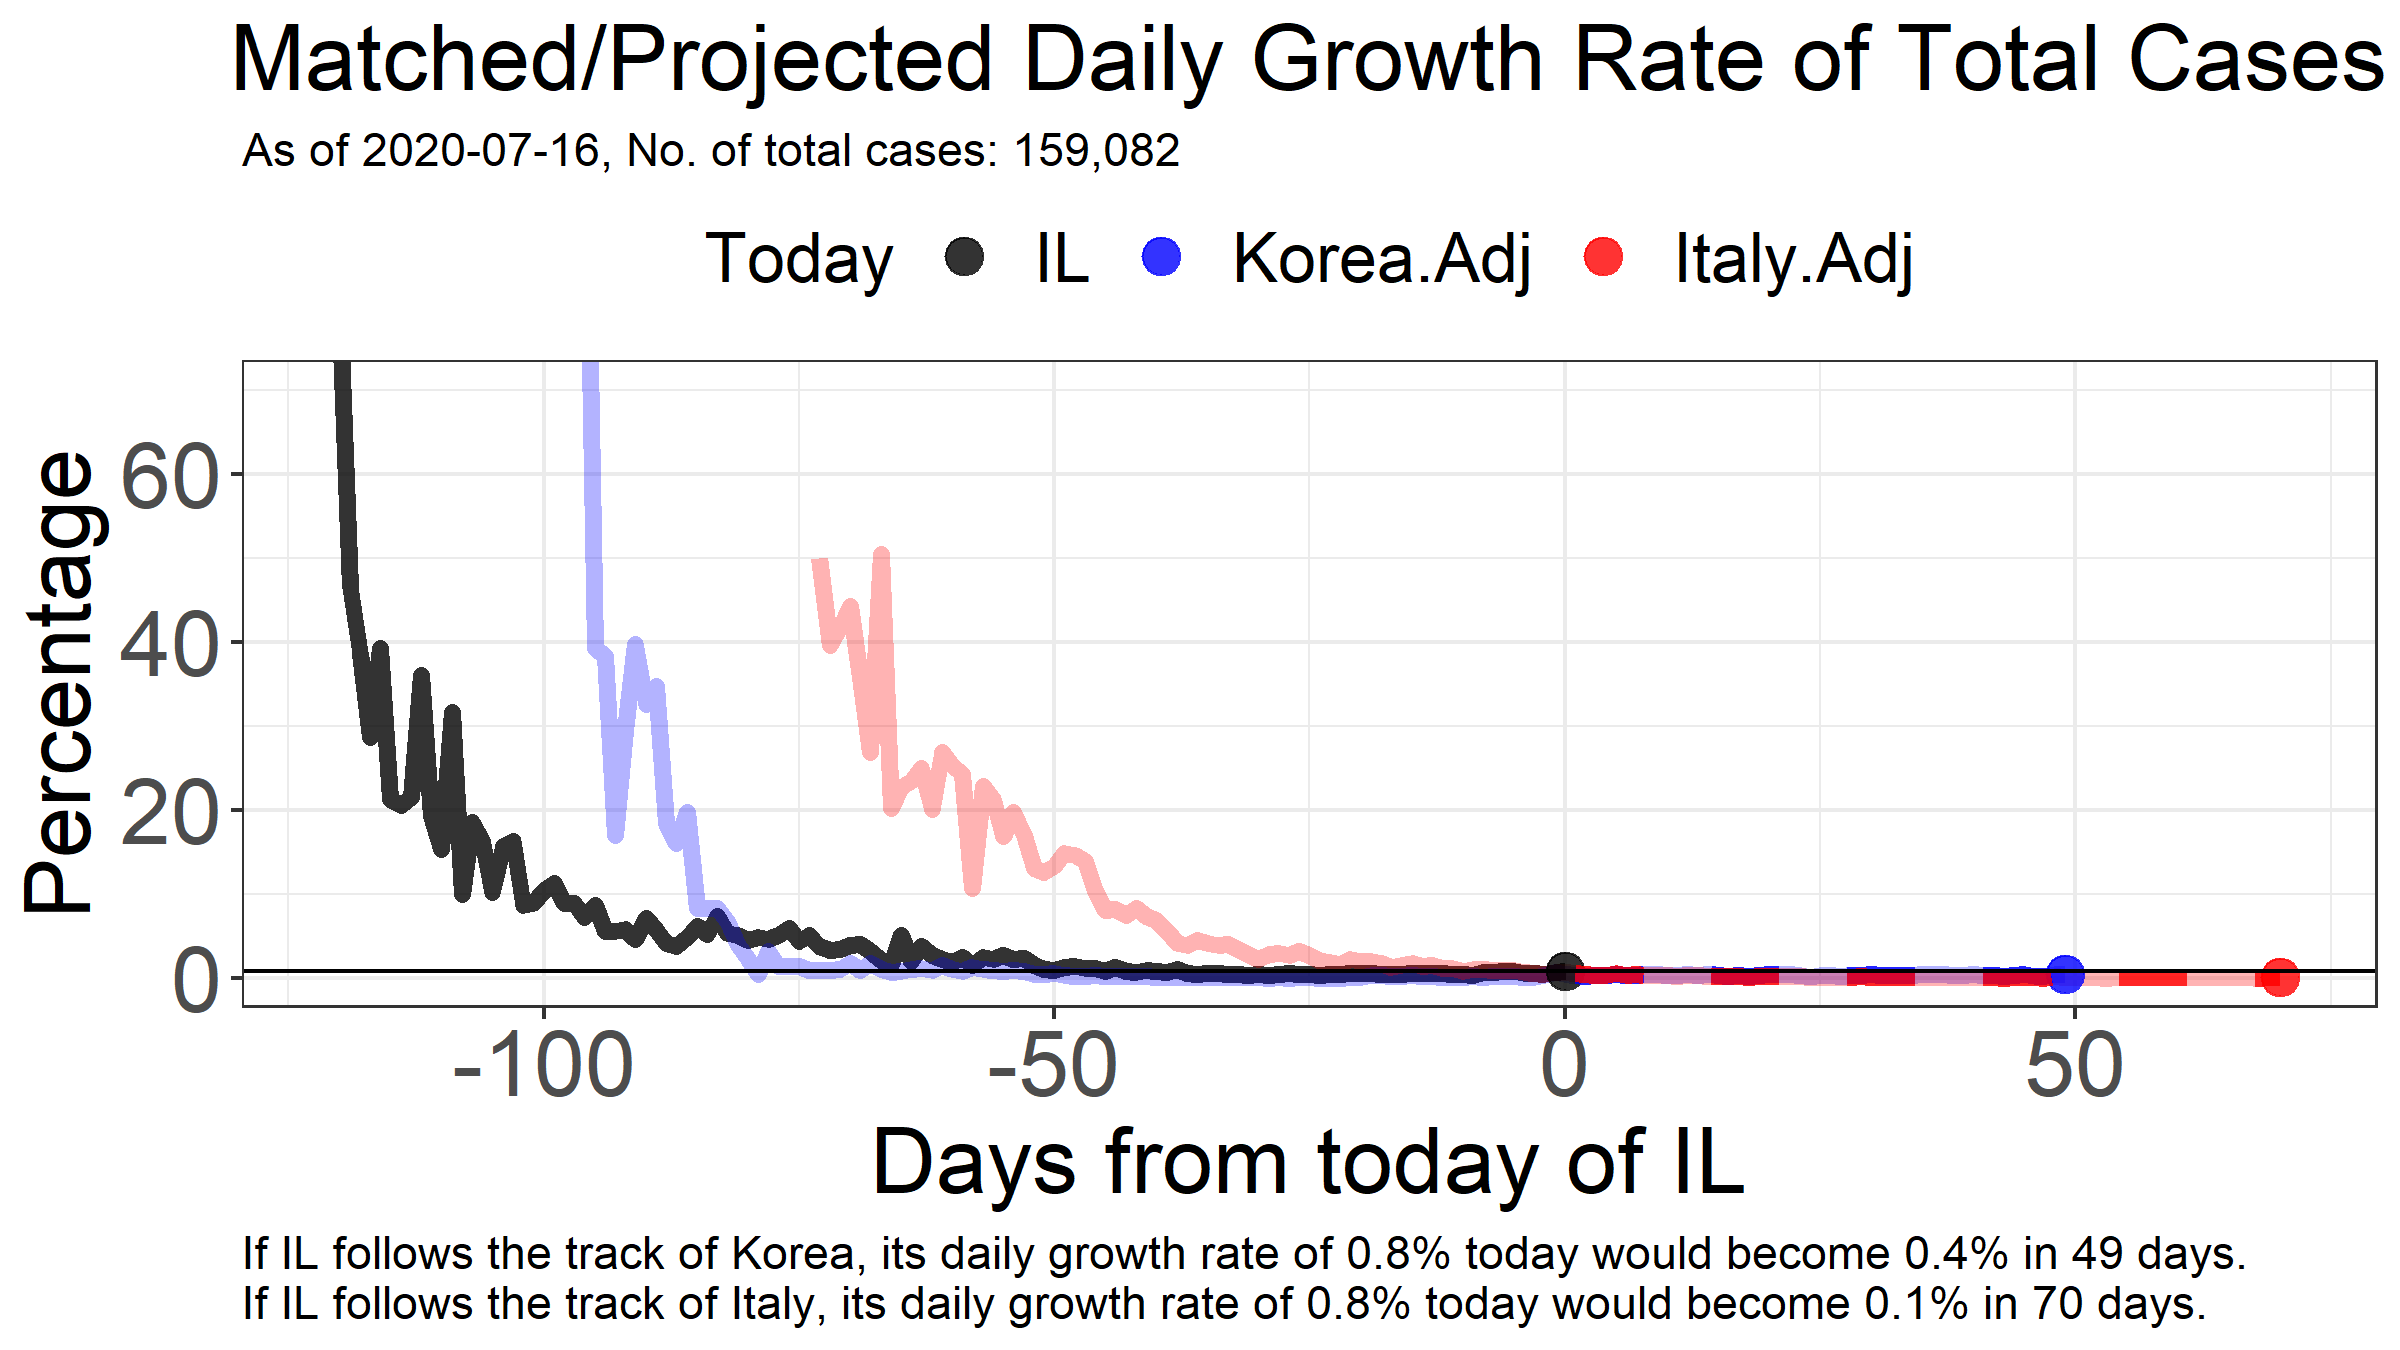 Matched/Projected Daily Growth Rate of Total Cases
As of 2020-07-16, No. of total cases: 159,082
Today IL Korea.Adj Italy.Adj
Percentage
60
40
20
0
-100 -50 0 50
Days from today of IL
If IL follows the track of Korea, its daily growth rate of 0.8% today would become 0.4% in 49 days.
If IL follows the track of Italy, its daily growth rate of 0.8% today would become 0.1% in 70 days.